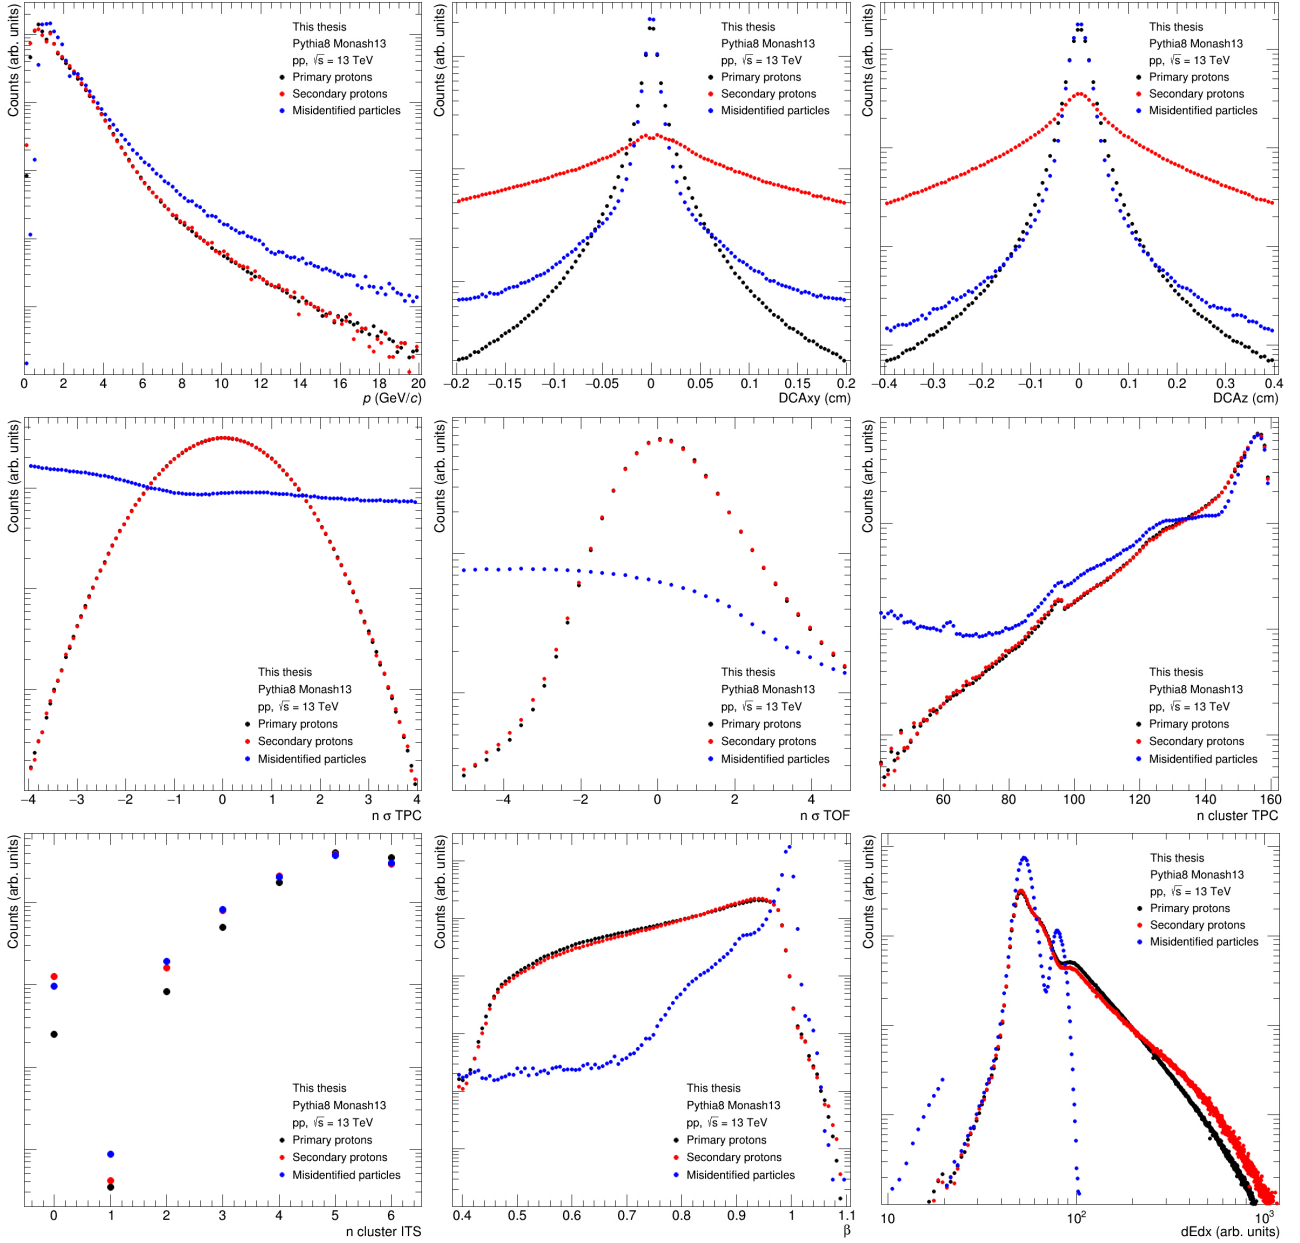 Counts (arb. units)
This thesis
Pythia8 Monash13
pp, √s = 13 TeV
Primary protons
Secondary protons
Misidentified particles
0 2 4 6 8 10 12 14 16 18 20
p (GeV/c)
Counts (arb. units)
This thesis
Pythia8 Monash13
pp, √s = 13 TeV
Primary protons
Secondary protons
Misidentified particles
−0.2 −0.15 −0.1 −0.05 0 0.05 0.1 0.15 0.2
DCAxy (cm)
Counts (arb. units)
This thesis
Pythia8 Monash13
pp, √s = 13 TeV
Primary protons
Secondary protons
Misidentified particles
−0.4 −0.3 −0.2 −0.1 0 0.1 0.2 0.3 0.4
DCAz (cm)
Counts (arb. units)
This thesis
Pythia8 Monash13
pp, √s = 13 TeV
Primary protons
Secondary protons
Misidentified particles
−4 −3 −2 −1 0 1 2 3 4
n σ TPC
Counts (arb. units)
This thesis
Pythia8 Monash13
pp, √s = 13 TeV
Primary protons
Secondary protons
Misidentified particles
−4 −2 0 2 4
n σ TOF
Counts (arb. units)
This thesis
Pythia8 Monash13
pp, √s = 13 TeV
Primary protons
Secondary protons
Misidentified particles
60 80 100 120 140 160
n cluster TPC
Counts (arb. units)
This thesis
Pythia8 Monash13
pp, √s = 13 TeV
Primary protons
Secondary protons
Misidentified particles
0 1 2 3 4 5 6
n cluster ITS
Counts (arb. units)
This thesis
Pythia8 Monash13
pp, √s = 13 TeV
Primary protons
Secondary protons
Misidentified particles
0.4 0.5 0.6 0.7 0.8 0.9 1 1.1
β
Counts (arb. units)
This thesis
Pythia8 Monash13
pp, √s = 13 TeV
Primary protons
Secondary protons
Misidentified particles
10 10² 10³
dEdx (arb. units)